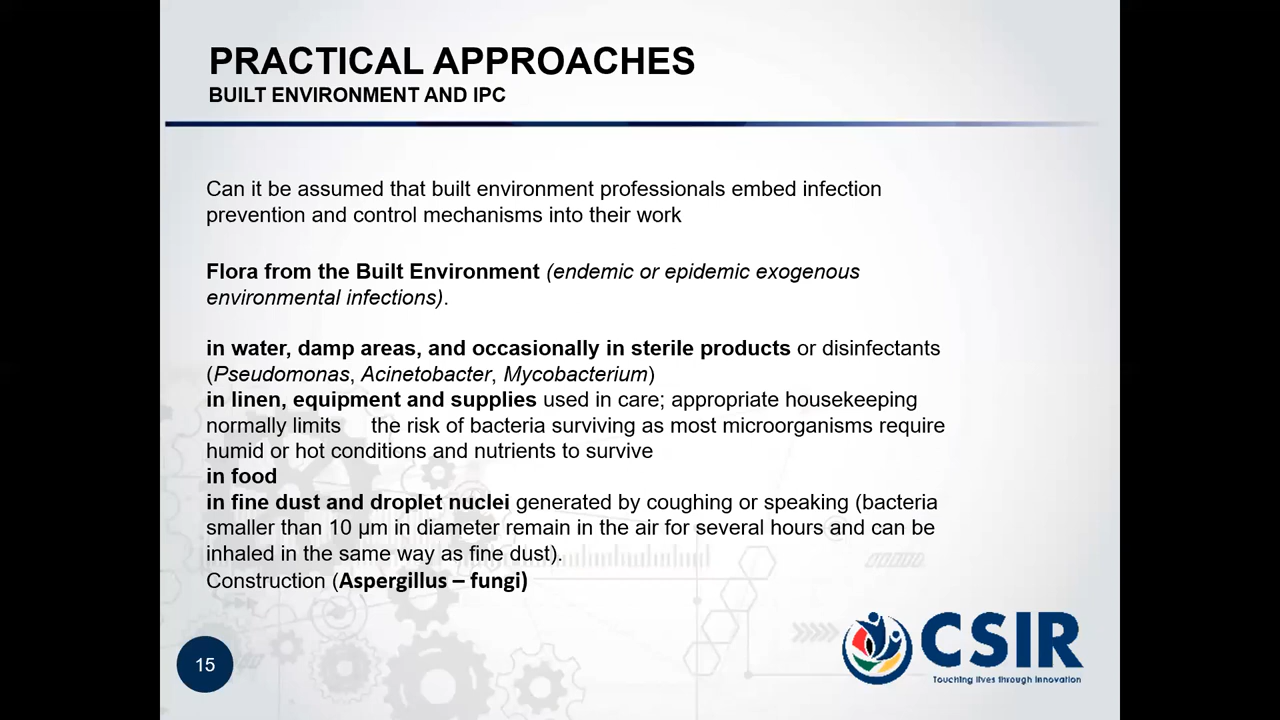 PRACTICAL APPROACHES
BUILT ENVIRONMENT AND IPC
Can it be assumed that built environment professionals embed infection
prevention and control mechanisms into their work
Flora from the Built Environment (endemic or epidemic exogenous
environmental infections).
in water, damp areas, and occasionally in sterile products or disinfectants
(Pseudomonas, Acinetobacter, Mycobacterium)
in linen, equipment and supplies used in care; appropriate housekeeping
normally limits the risk of bacteria surviving as most microorganisms require
humid or hot conditions and nutrients to survive
in food
in fine dust and droplet nuclei generated by coughing or speaking (bacteria
smaller than 10 μm in diameter remain in the air for several hours and can be
inhaled in the same way as fine dust).
Construction (Aspergillus – fungi)
15
CSIR
Touching lives through innovation